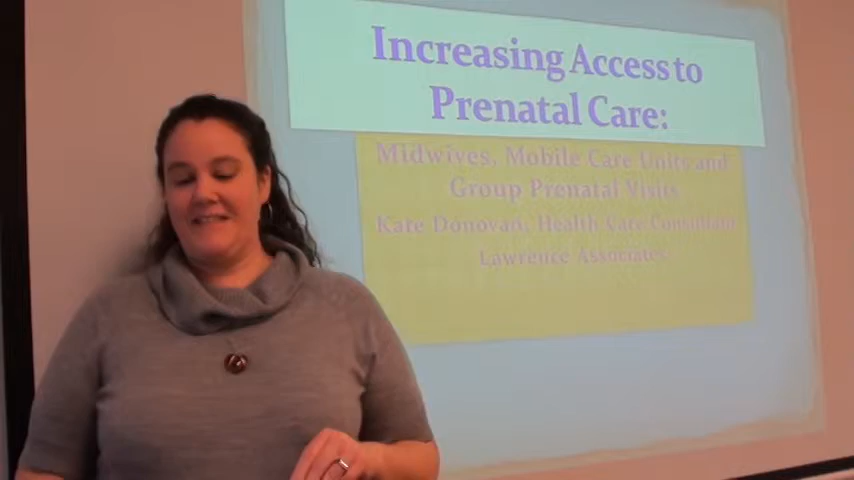 Increasing Access to
Prenatal Care:
Midwives, Mobile Care Units and
Group Prenatal Visits
Kate Donovan, Health Care Consultant
Lawrence Associates